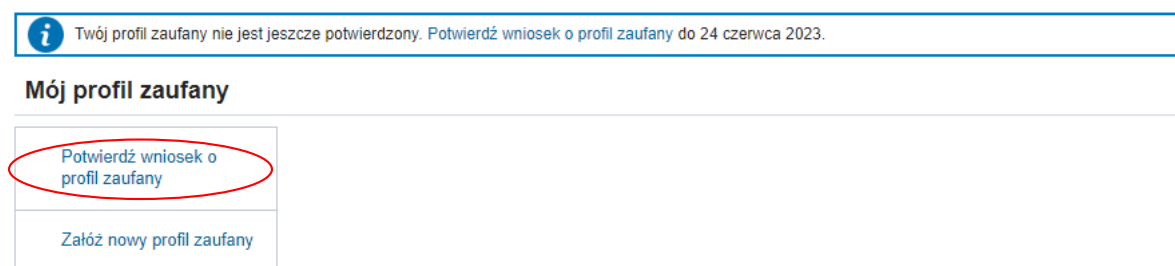 Twój profil zaufany nie jest jeszcze potwierdzony. Potwierdź wniosek o profil zaufany do 24 czerwca 2023.
Mój profil zaufany
Potwierdź wniosek o
profil zaufany
Załóż nowy profil zaufany